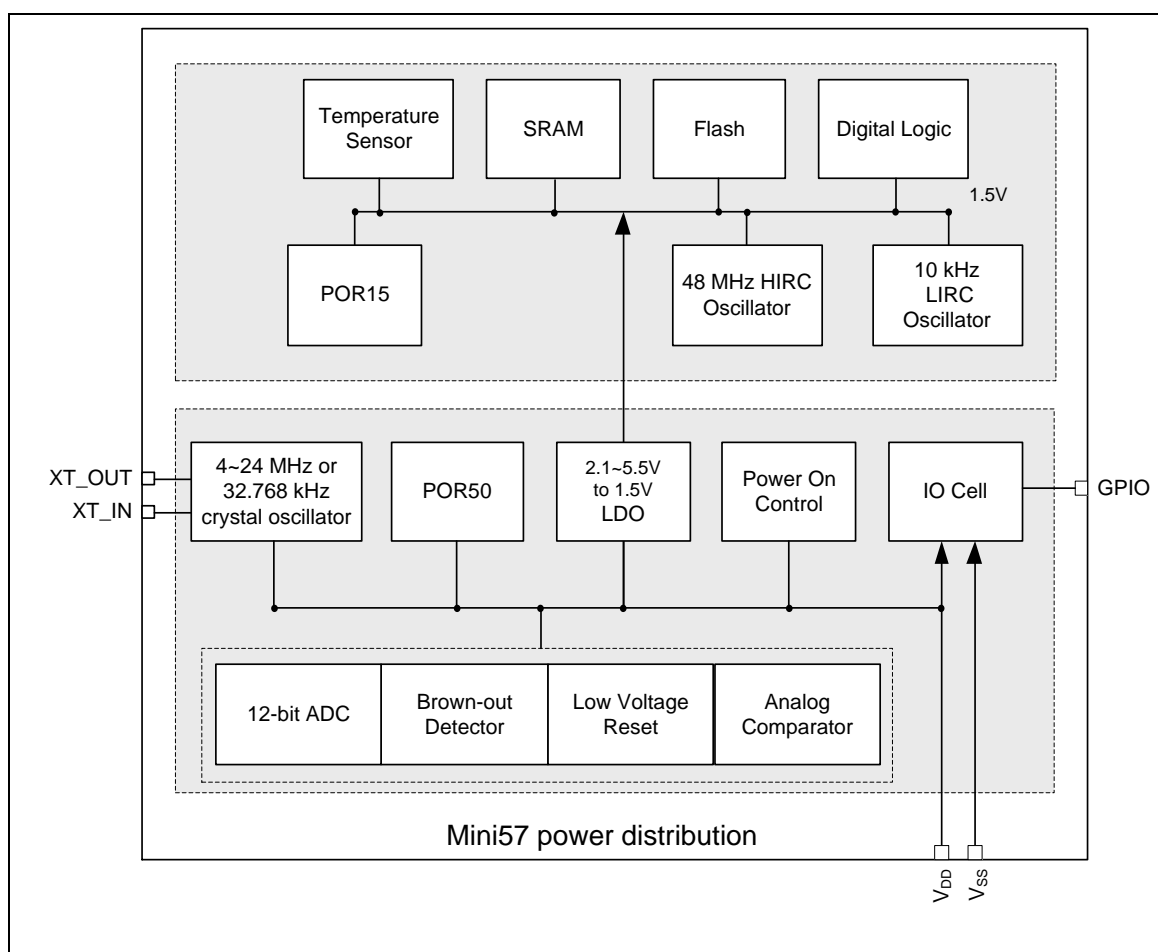 Temperature
Sensor
SRAM
Flash
Digital Logic
1.5V
POR15
48 MHz HIRC
Oscillator
10 kHz
LIRC
Oscillator
XT_OUT
XT_IN
4~24 MHz or
32.768 kHz
crystal oscillator
POR50
2.1~5.5V
to 1.5V
LDO
Power On
Control
IO Cell
GPIO
12-bit ADC
Brown-out
Detector
Low Voltage
Reset
Analog
Comparator
Mini57 power distribution
VDD
VSS